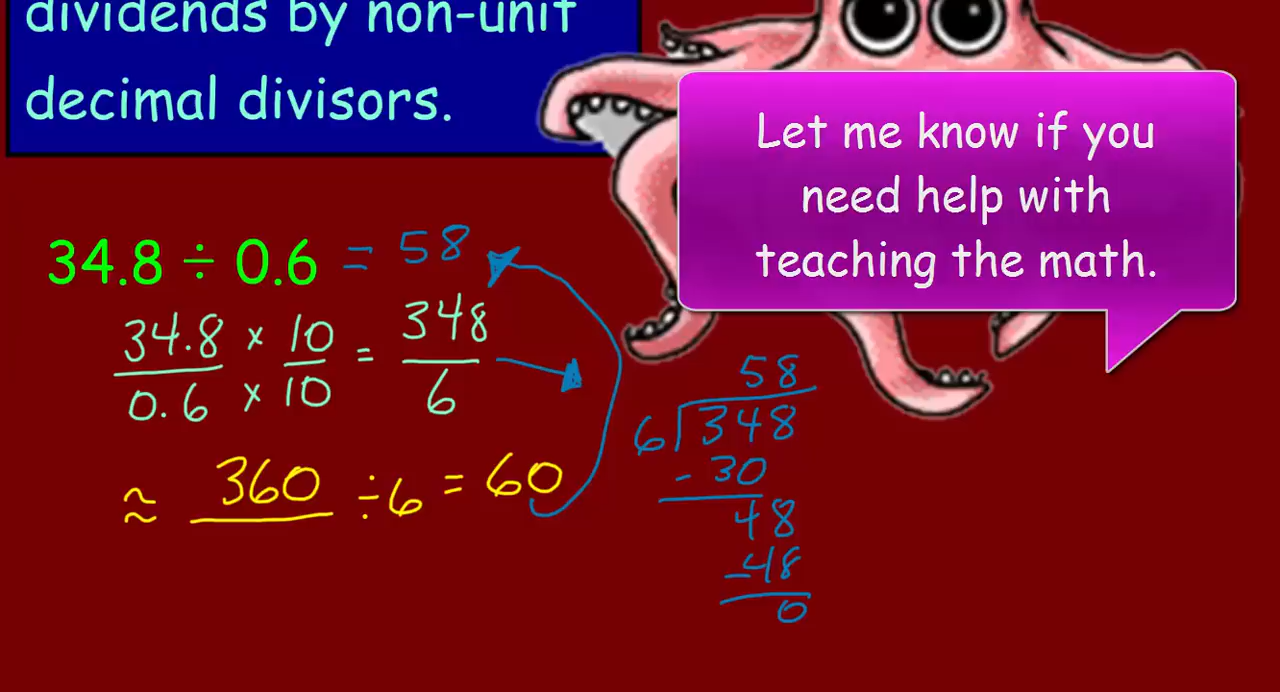 dividends by non-unit
decimal divisors.
Let me know if you
need help with
teaching the math.
34.8 ÷ 0.6 = 58
34.8 × 10 = 348
0.6 × 10 6
≈ 360 ÷ 6 = 60
58
6 348
- 30
48
- 48
0